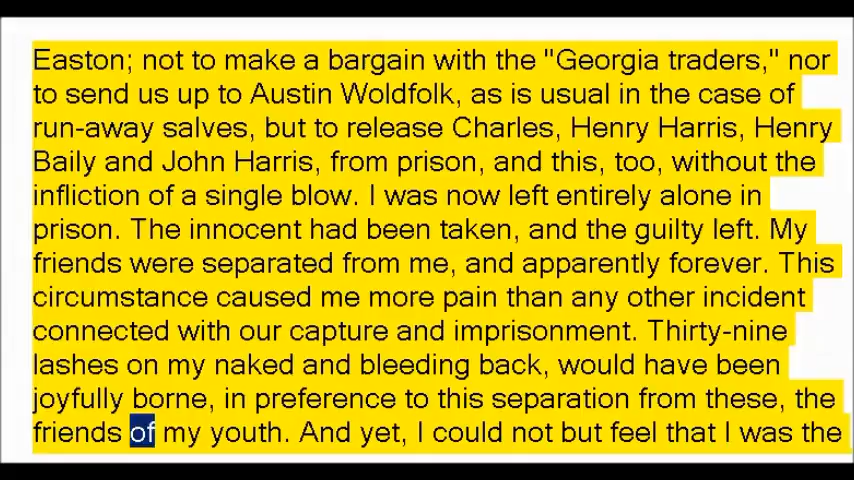 Easton; not to make a bargain with the "Georgia traders," nor
to send us up to Austin Woldfolk, as is usual in the case of
run-away salves, but to release Charles, Henry Harris, Henry
Baily and John Harris, from prison, and this, too, without the
infliction of a single blow. I was now left entirely alone in
prison. The innocent had been taken, and the guilty left. My
friends were separated from me, and apparently forever. This
circumstance caused me more pain than any other incident
connected with our capture and imprisonment. Thirty-nine
lashes on my naked and bleeding back, would have been
joyfully borne, in preference to this separation from these, the
friends of my youth. And yet, I could not but feel that I was the